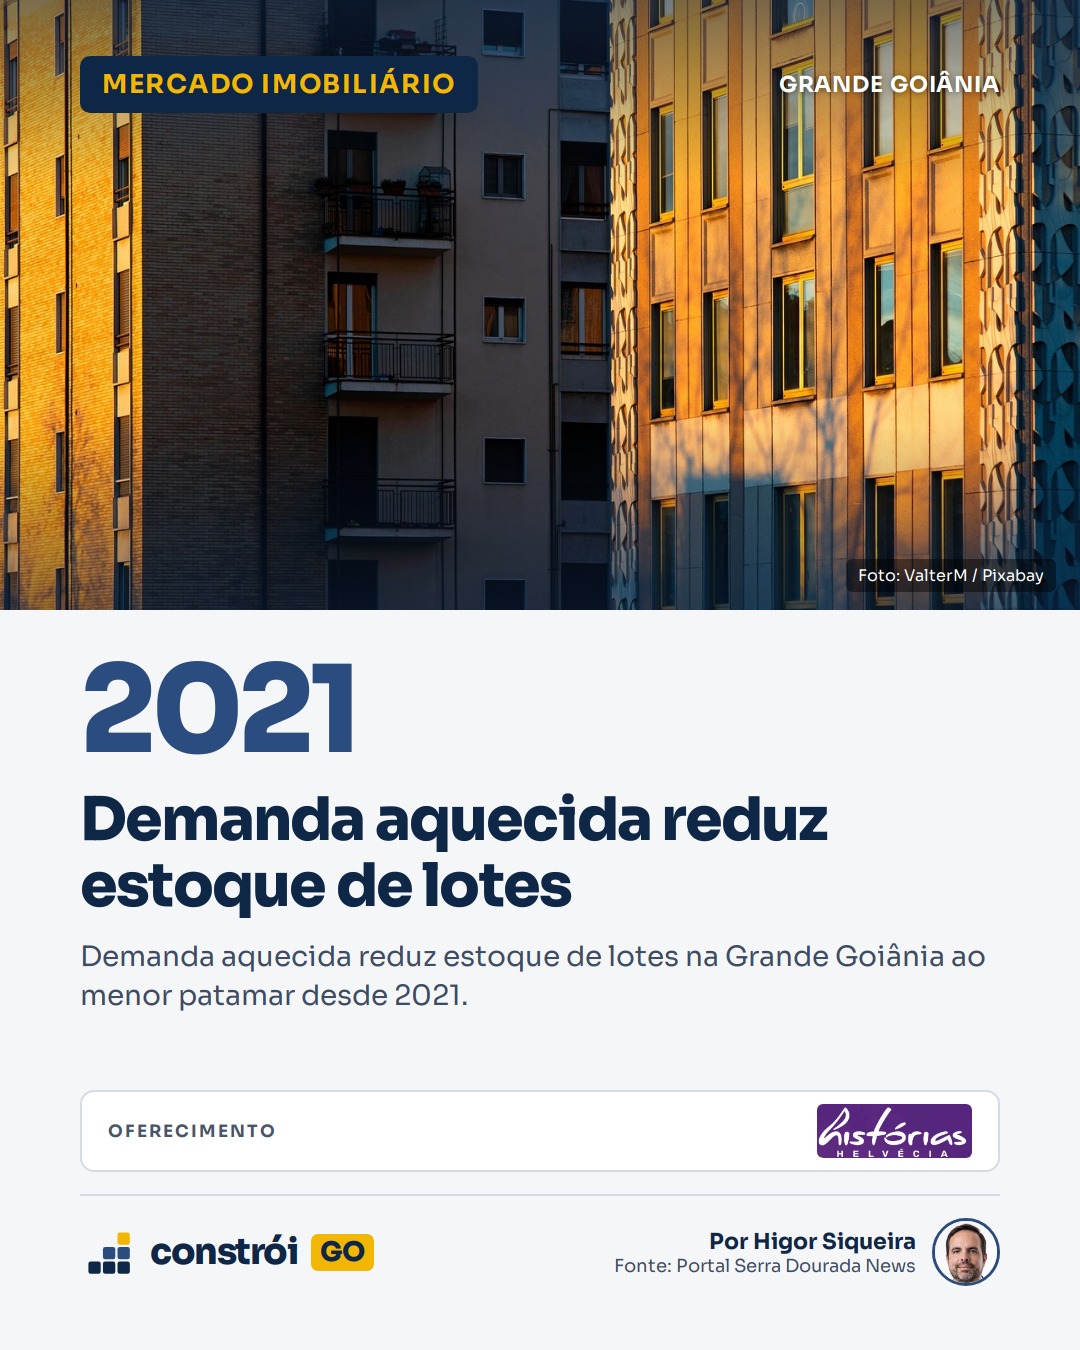 MERCADO IMOBILIÁRIO
GRANDE GOIÂNIA
Foto: ValterM / Pixabay
2021
Demanda aquecida reduz
estoque de lotes
Demanda aquecida reduz estoque de lotes na Grande Goiânia ao
menor patamar desde 2021.
OFERECIMENTO
histórias
HELVÉCIA
constrói GO
Por Higor Siqueira
Fonte: Portal Serra Dourada News